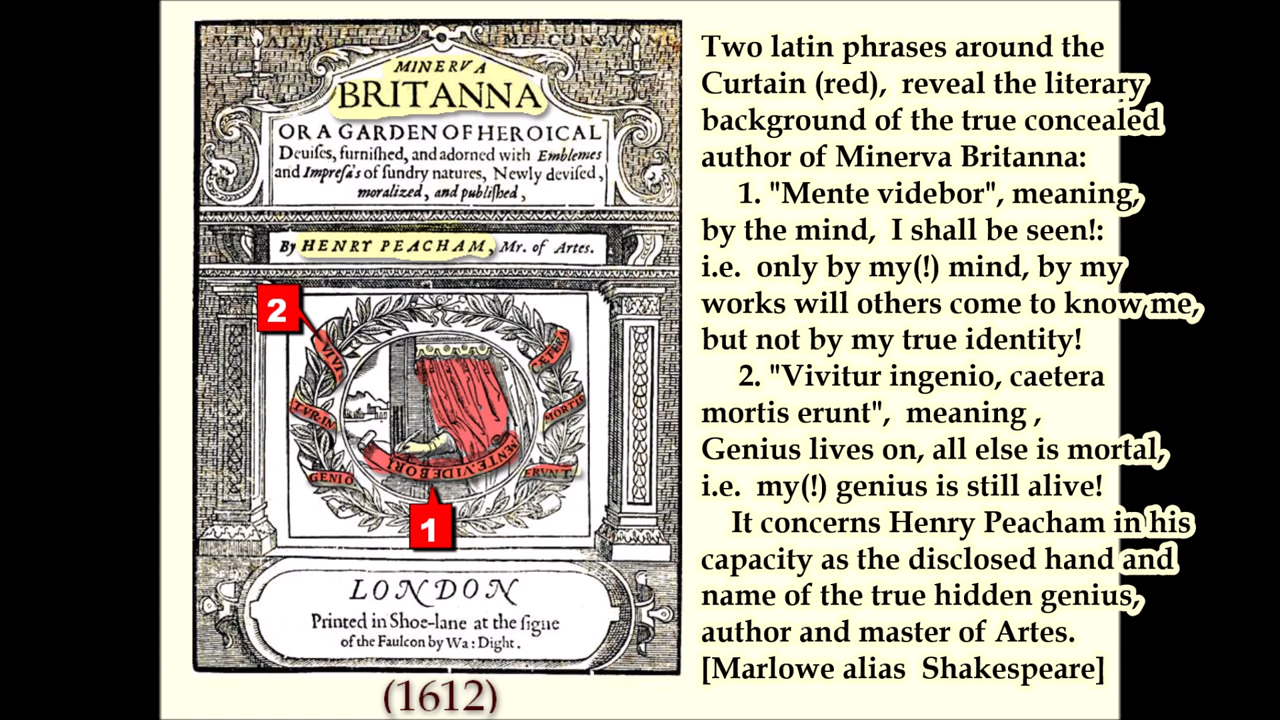 VT ALIIS ME CONSVMO
MINERVA
BRITANNA
OR A GARDEN OF HEROICAL
Deuises, furnished, and adorned with Emblemes
and Impresa's of sundry natures, Newly devised,
moralized, and published,
By HENRY PEACHAM, Mr. of Artes.
2
VIVI
TVR IN
GENIO
CÆTERA
MORTIS
ERVNT
MENTE VIDEBORI
1
LONDON
Printed in Shoe-lane at the signe
of the Faulcon by Wa: Dight.
(1612)
Two latin phrases around the
Curtain (red), reveal the literary
background of the true concealed
author of Minerva Britanna:
1. "Mente videbor", meaning,
by the mind, I shall be seen!:
i.e. only by my(!) mind, by my
works will others come to know me,
but not by my true identity!
2. "Vivitur ingenio, caetera
mortis erunt", meaning ,
Genius lives on, all else is mortal,
i.e. my(!) genius is still alive!
It concerns Henry Peacham in his
capacity as the disclosed hand and
name of the true hidden genius,
author and master of Artes.
[Marlowe alias Shakespeare]